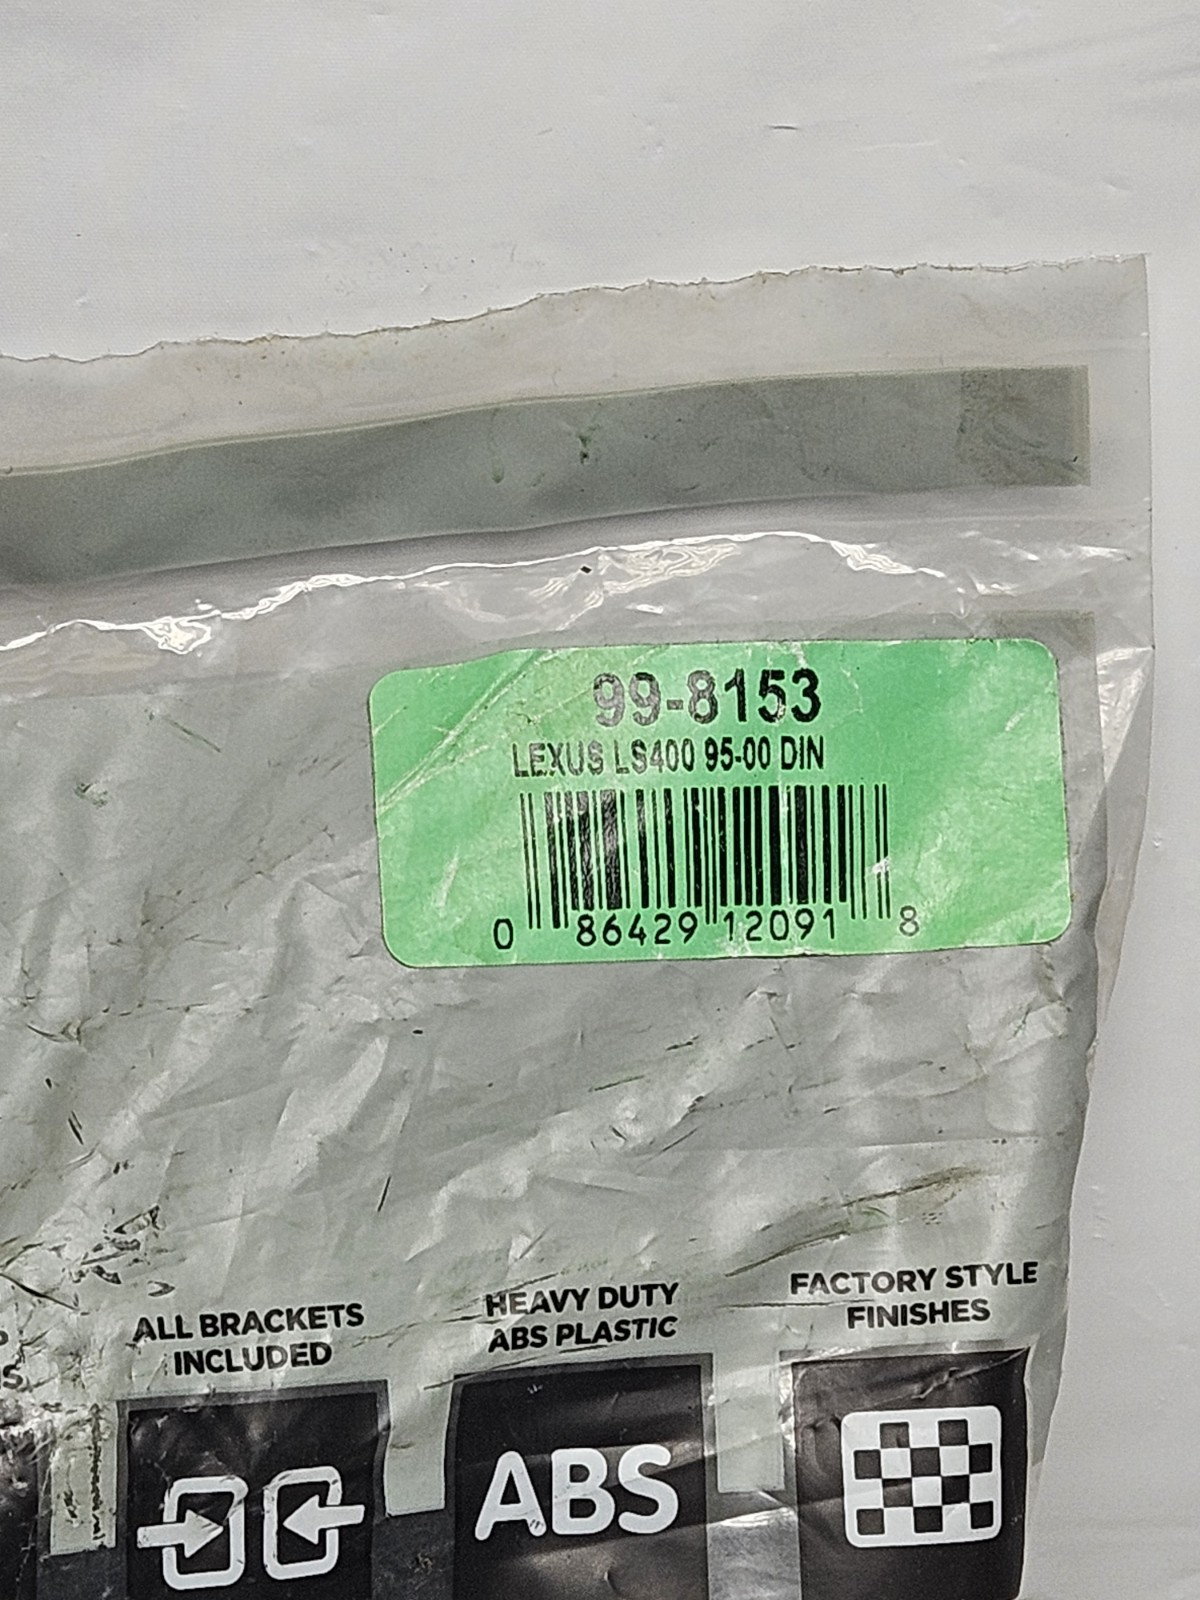 99-8153
LEXUS LS400 95-00 DIN
0 86429 12091 8
ALL BRACKETS
INCLUDED
HEAVY DUTY
ABS PLASTIC
FACTORY STYLE
FINISHES
ABS